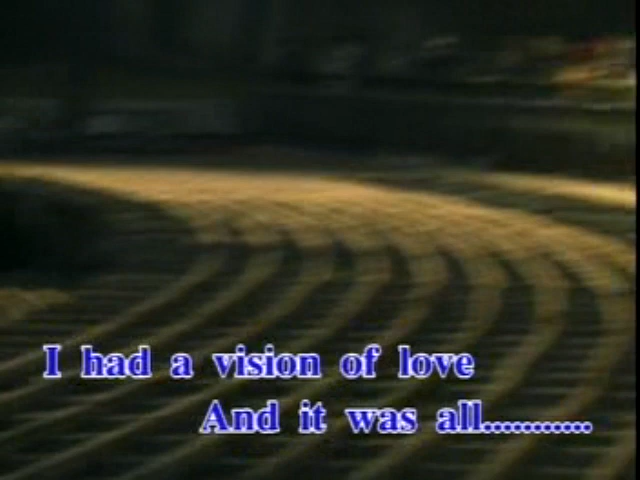 I had a vision of love
And it was all............